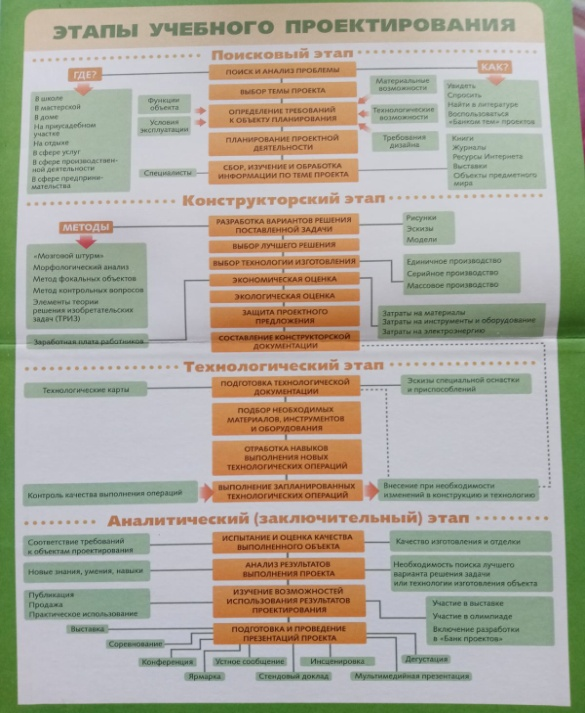 ЭТАПЫ УЧЕБНОГО ПРОЕКТИРОВАНИЯ
Поисковый этап
ГДЕ?
В школе
В мастерской
В доме
На приусадебном
участке
На отдыхе
В сфере услуг
В сфере производствен-
ной деятельности
В сфере предприни-
мательства
Функции
объекта
Условия
эксплуатации
Специалисты
ПОИСК И АНАЛИЗ ПРОБЛЕМЫ
ВЫБОР ТЕМЫ ПРОЕКТА
ОПРЕДЕЛЕНИЕ ТРЕБОВАНИЙ
К ОБЪЕКТУ ПЛАНИРОВАНИЯ
ПЛАНИРОВАНИЕ ПРОЕКТНОЙ
ДЕЯТЕЛЬНОСТИ
СБОР, ИЗУЧЕНИЕ И ОБРАБОТКА
ИНФОРМАЦИИ ПО ТЕМЕ ПРОЕКТА
Материальные
возможности
Технологические
возможности
Требования
дизайна
КАК?
Увидеть
Спросить
Найти в литературе
Воспользоваться
«Банком тем» проектов
Книги
Журналы
Ресурсы Интернета
Выставки
Объекты предметного
мира
Конструкторский этап
МЕТОДЫ
«Мозговой штурм»
Морфологический анализ
Метод фокальных объектов
Метод контрольных вопросов
Элементы теории
решения изобретательских
задач (ТРИЗ)
Заработная плата работников
РАЗРАБОТКА ВАРИАНТОВ РЕШЕНИЯ
ПОСТАВЛЕННОЙ ЗАДАЧИ
ВЫБОР ЛУЧШЕГО РЕШЕНИЯ
ВЫБОР ТЕХНОЛОГИИ ИЗГОТОВЛЕНИЯ
ЭКОНОМИЧЕСКАЯ ОЦЕНКА
ЭКОЛОГИЧЕСКАЯ ОЦЕНКА
ЗАЩИТА ПРОЕКТНОГО
ПРЕДЛОЖЕНИЯ
СОСТАВЛЕНИЕ КОНСТРУКТОРСКОЙ
ДОКУМЕНТАЦИИ
Рисунки
Эскизы
Модели
Единичное производство
Серийное производство
Массовое производство
Затраты на материалы
Затраты на инструменты и оборудование
Затраты на электроэнергию
Технологический этап
Технологические карты
ПОДГОТОВКА ТЕХНОЛОГИЧЕСКОЙ
ДОКУМЕНТАЦИИ
Эскизы специальной оснастки
и приспособлений
ПОДБОР НЕОБХОДИМЫХ
МАТЕРИАЛОВ, ИНСТРУМЕНТОВ
И ОБОРУДОВАНИЯ
ОТРАБОТКА НАВЫКОВ
ВЫПОЛНЕНИЯ НОВЫХ
ТЕХНОЛОГИЧЕСКИХ ОПЕРАЦИЙ
Контроль качества выполнения операций
ВЫПОЛНЕНИЕ ЗАПЛАНИРОВАННЫХ
ТЕХНОЛОГИЧЕСКИХ ОПЕРАЦИЙ
Внесение при необходимости
изменений в конструкцию и технологию
Аналитический (заключительный) этап
Соответствие требований
к объектам проектирования
ИСПЫТАНИЕ И ОЦЕНКА КАЧЕСТВА
ВЫПОЛНЕННОГО ОБЪЕКТА
Качество изготовления и отделки
Новые знания, умения, навыки
АНАЛИЗ РЕЗУЛЬТАТОВ
ВЫПОЛНЕНИЯ ПРОЕКТА
Необходимость поиска лучшего
варианта решения задачи
или технологии изготовления объекта
Публикация
Продажа
Практическое использование
ИЗУЧЕНИЕ ВОЗМОЖНОСТЕЙ
ИСПОЛЬЗОВАНИЯ РЕЗУЛЬТАТОВ
ПРОЕКТИРОВАНИЯ
Участие в выставке
Участие в олимпиаде
Включение разработки
в «Банк проектов»
ПОДГОТОВКА И ПРОВЕДЕНИЕ
ПРЕЗЕНТАЦИЙ ПРОЕКТА
Выставка
Соревнование
Конференция
Ярмарка
Устное сообщение
Стендовый доклад
Инсценировка
Мультимедийная презентация
Дегустация